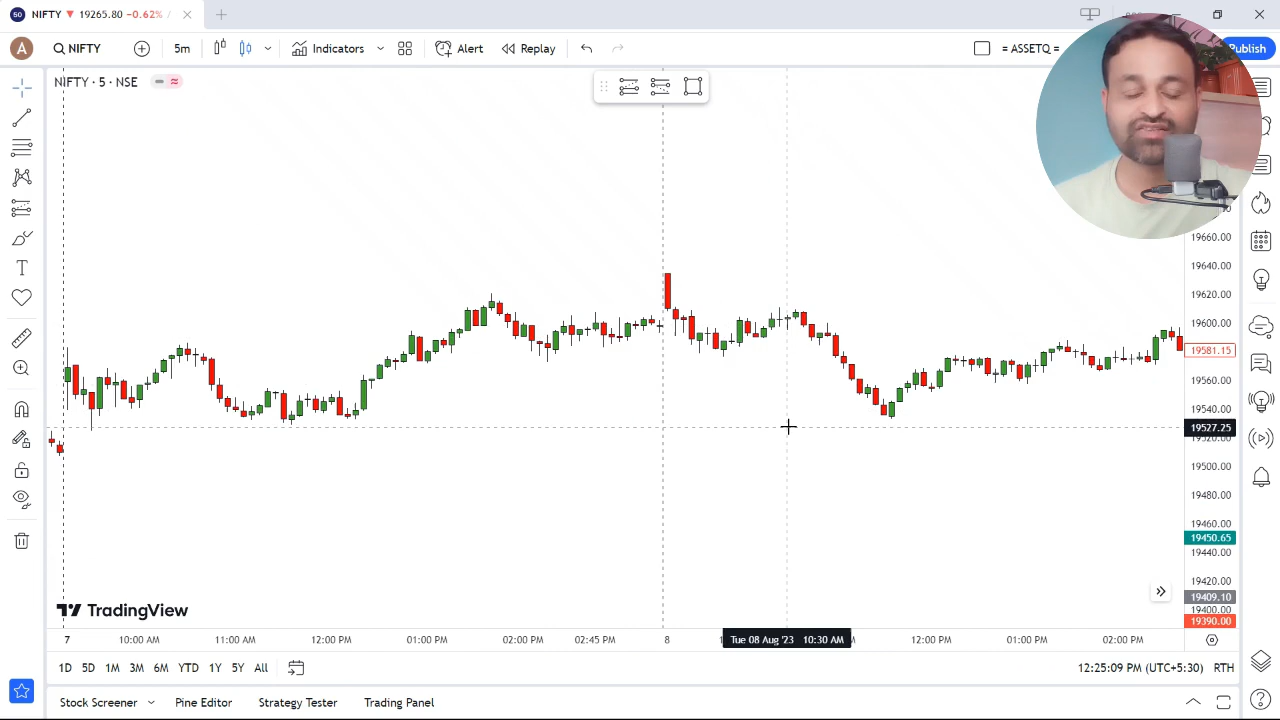 50 NIFTY ▼ 19265.80 −0.62% /
A NIFTY 5m Indicators Alert Replay = ASSETQ = Publish
NIFTY · 5 · NSE
19660.00
19640.00
19620.00
19600.00
19581.15
19560.00
19540.00
19527.25
19520.00
19500.00
19480.00
19460.00
19450.65
19440.00
19420.00
19409.10
19400.00
19390.00
TradingView
7 10:00 AM 11:00 AM 12:00 PM 01:00 PM 02:00 PM 02:45 PM 8 Tue 08 Aug '23 10:30 AM 12:00 PM 01:00 PM 02:00 PM
1D 5D 1M 3M 6M YTD 1Y 5Y All 12:25:09 PM (UTC+5:30) RTH
Stock Screener Pine Editor Strategy Tester Trading Panel